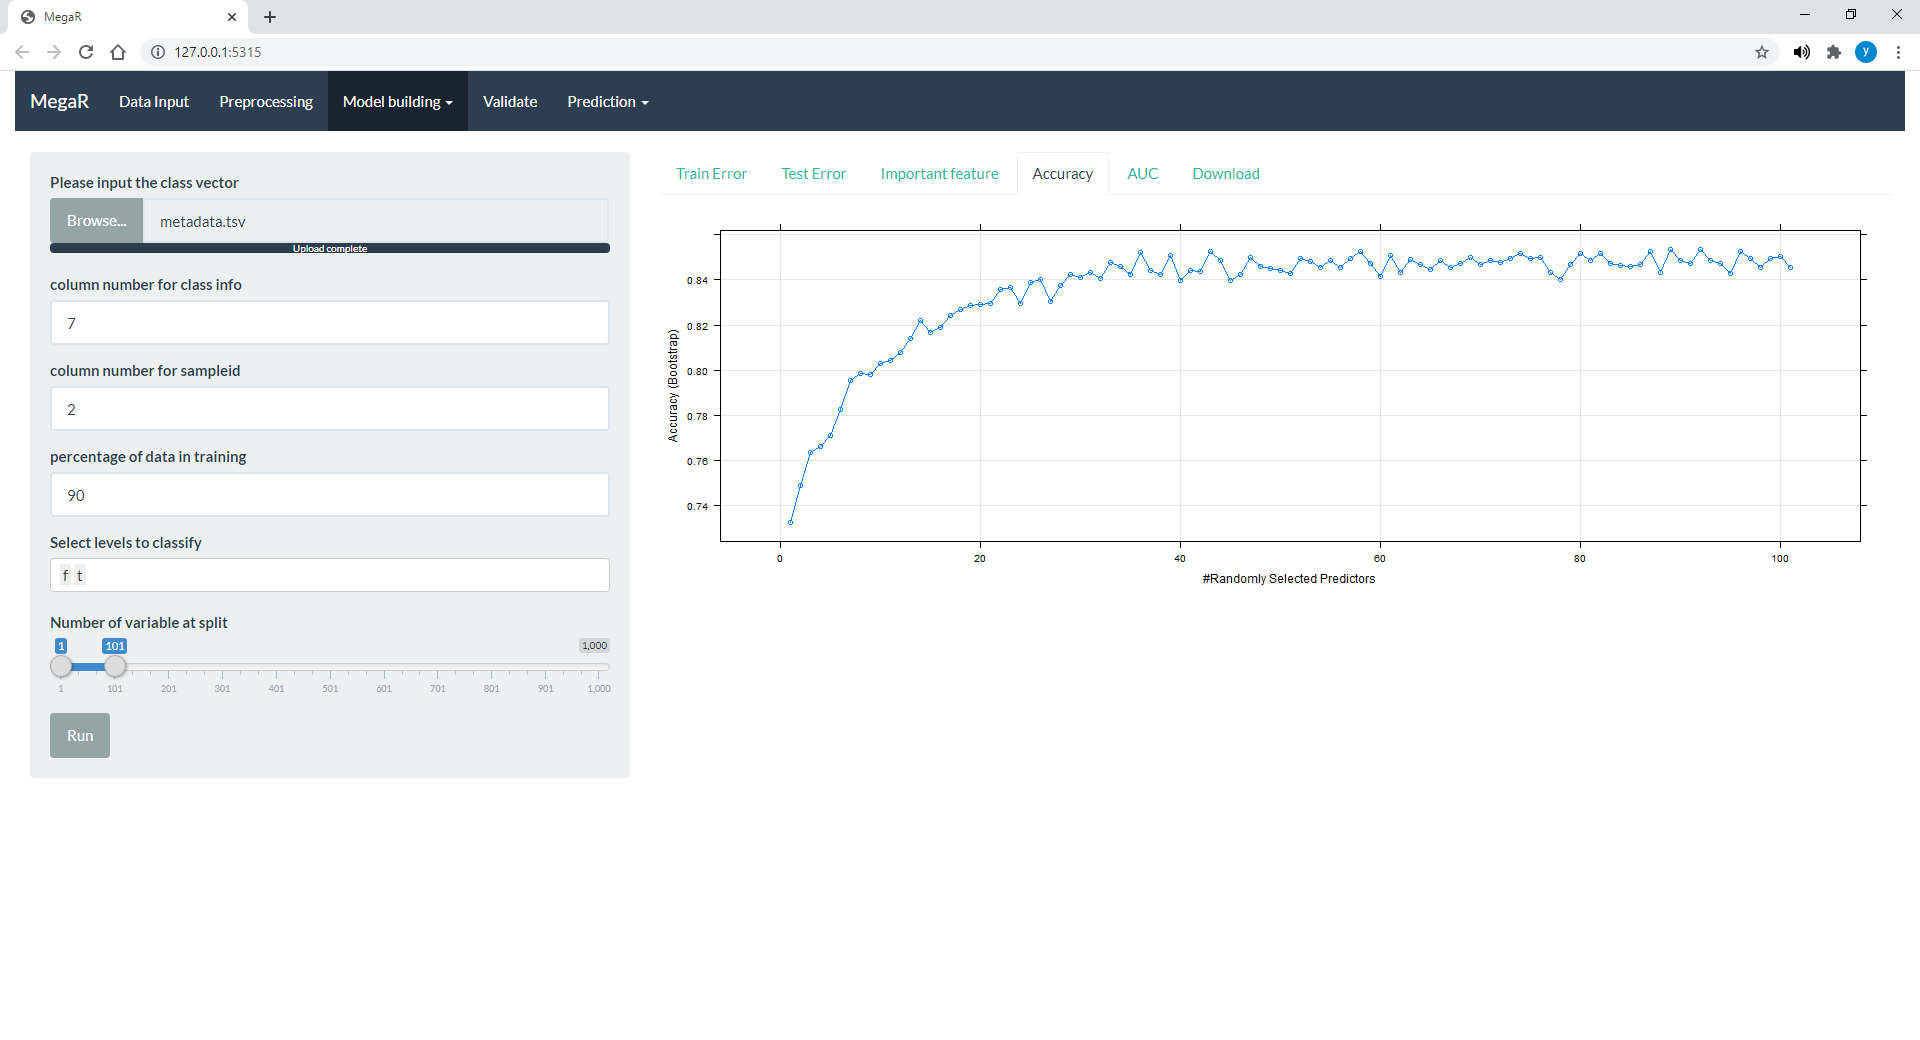 MegaR
127.0.0.1:5315
y
MegaR Data Input Preprocessing Model building Validate Prediction
Please input the class vector
Browse... metadata.tsv
Upload complete
column number for class info
7
column number for sampleid
2
percentage of data in training
90
Select levels to classify
f t
Number of variable at split
1 101 1,000
1 101 201 301 401 501 601 701 801 901 1,000
Run
Train Error Test Error Important feature Accuracy AUC Download
Accuracy (Bootstrap)
0.84
0.82
0.80
0.78
0.76
0.74
0 20 40 60 80 100
#Randomly Selected Predictors